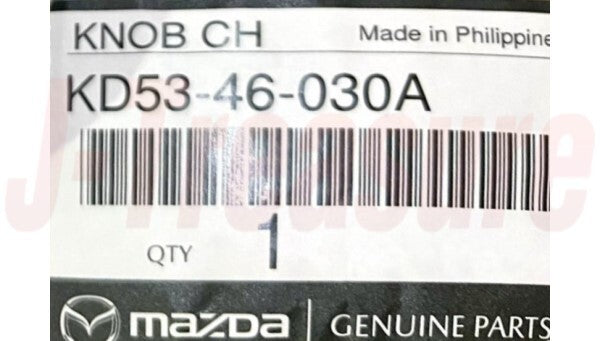 KNOB CH Made in Philippine
KD53-46-030A
J-Treasure
QTY 1
mazda GENUINE PARTS